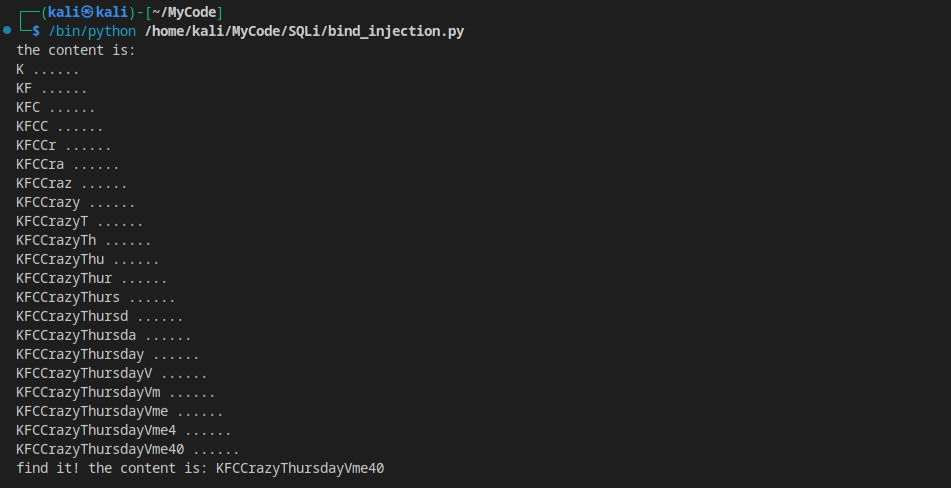 ┌──(kali㉿kali)-[~/MyCode]
└─$ /bin/python /home/kali/MyCode/SQLi/bind_injection.py
the content is:
K ......
KF ......
KFC ......
KFCC ......
KFCCr ......
KFCCra ......
KFCCraz ......
KFCCrazy ......
KFCCrazyT ......
KFCCrazyTh ......
KFCCrazyThu ......
KFCCrazyThur ......
KFCCrazyThurs ......
KFCCrazyThursd ......
KFCCrazyThursda ......
KFCCrazyThursday ......
KFCCrazyThursdayV ......
KFCCrazyThursdayVm ......
KFCCrazyThursdayVme ......
KFCCrazyThursdayVme4 ......
KFCCrazyThursdayVme40 ......
find it! the content is: KFCCrazyThursdayVme40